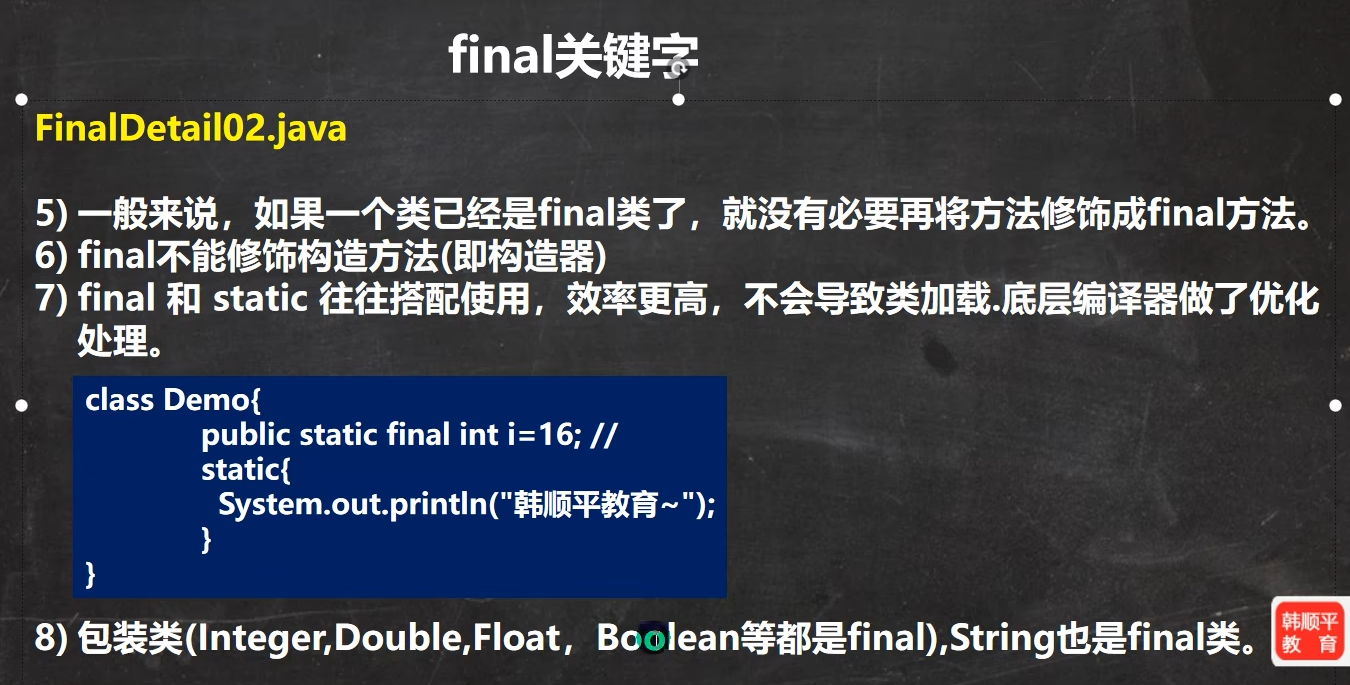 final关键字
FinalDetail02.java
5) 一般来说，如果一个类已经是final类了，就没有必要再将方法修饰成final方法。
6) final不能修饰构造方法(即构造器)
7) final 和 static 往往搭配使用，效率更高，不会导致类加载.底层编译器做了优化
处理。
class Demo{
public static final int i=16; //
static{
System.out.println("韩顺平教育~");
}
}
8) 包装类(Integer,Double,Float，Boolean等都是final),String也是final类。
韩顺平
教 育